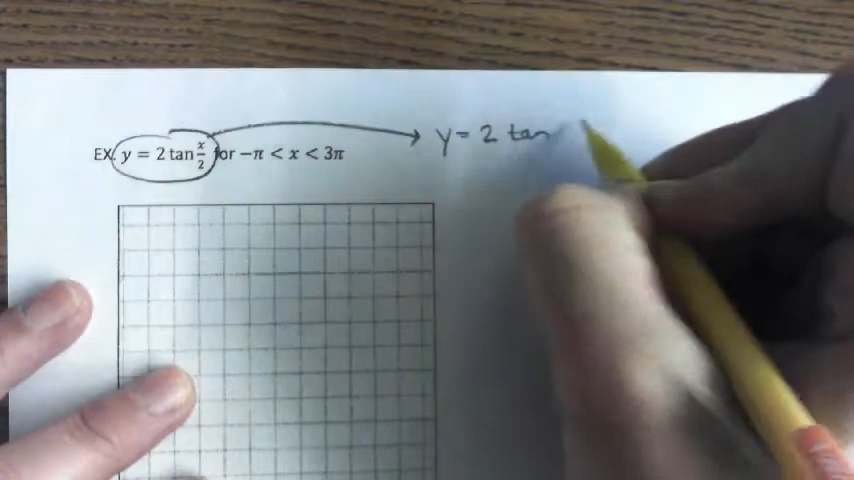 EX. y = 2 tan x/2 for −π < x < 3π
y = 2 tan